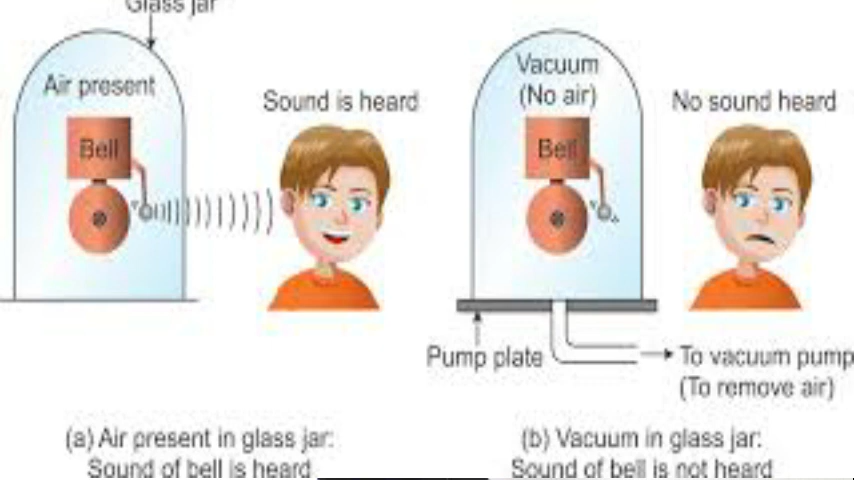 Glass jar
Air present
Bell
Sound is heard
Vacuum
(No air)
Bell
No sound heard
Pump plate
To vacuum pump
(To remove air)
(a) Air present in glass jar:
Sound of bell is heard
(b) Vacuum in glass jar:
Sound of bell is not heard